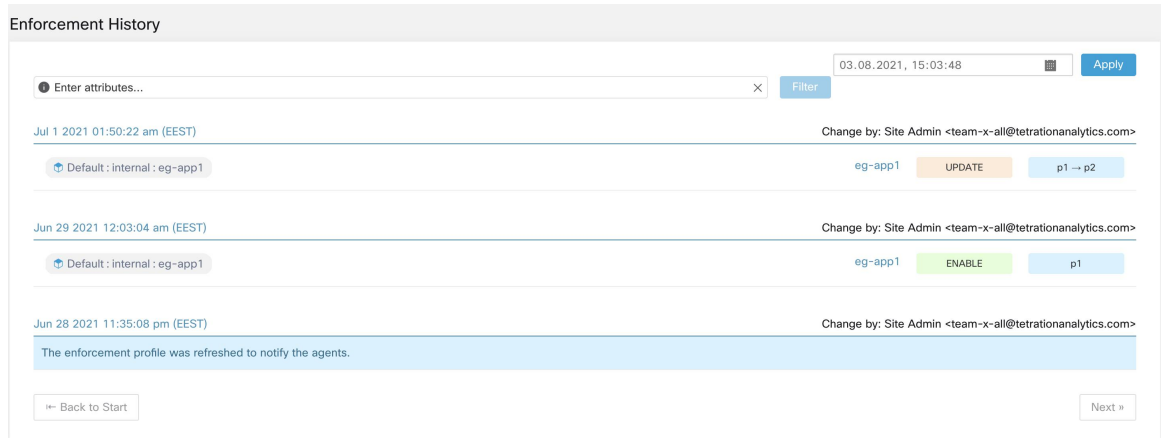 Enforcement History
03.08.2021, 15:03:48
Apply
Enter attributes...
Filter
Jul 1 2021 01:50:22 am (EEST)
Change by: Site Admin <team-x-all@tetrationanalytics.com>
Default : internal : eg-app1
eg-app1
UPDATE
p1 → p2
Jun 29 2021 12:03:04 am (EEST)
Change by: Site Admin <team-x-all@tetrationanalytics.com>
Default : internal : eg-app1
eg-app1
ENABLE
p1
Jun 28 2021 11:35:08 pm (EEST)
Change by: Site Admin <team-x-all@tetrationanalytics.com>
The enforcement profile was refreshed to notify the agents.
Back to Start
Next »